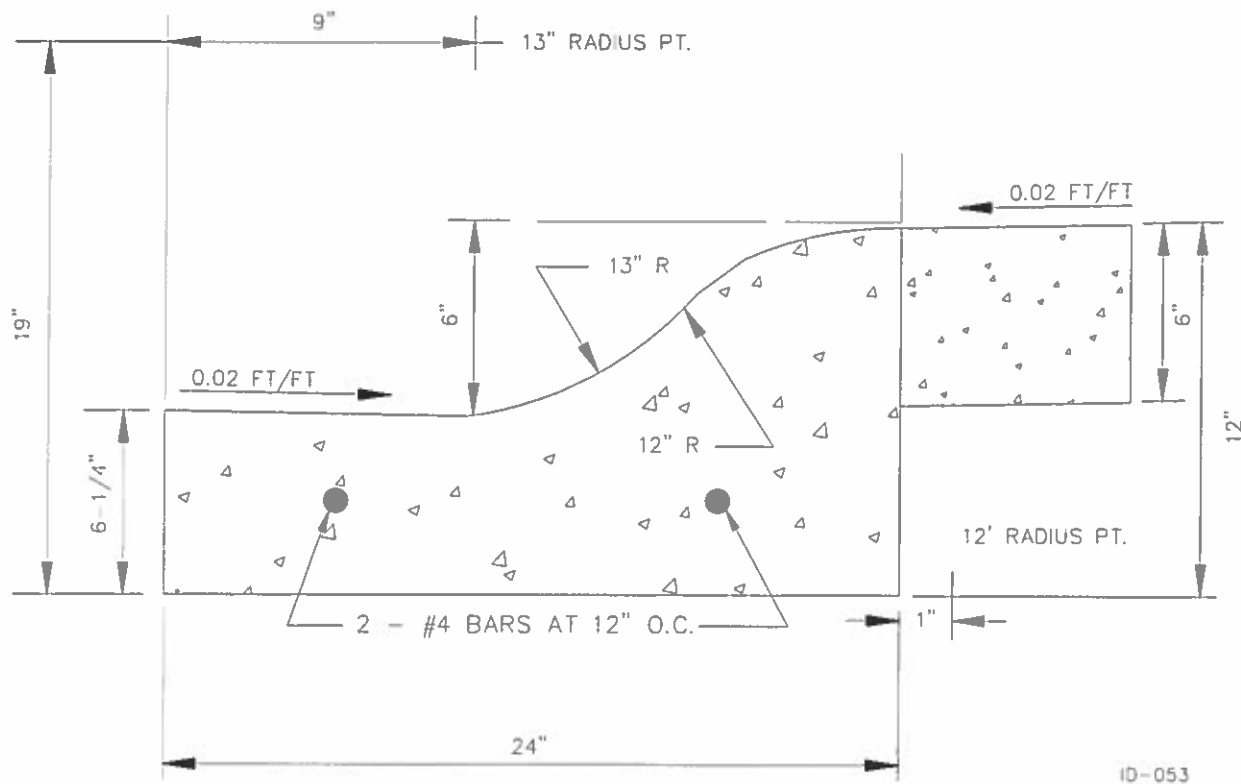 9"
13" RADIUS PT.
0.02 FT/FT
13" R
6"
6"
19"
0.02 FT/FT
12" R
12"
6-1/4"
12' RADIUS PT.
2 - #4 BARS AT 12" O.C.
1"
24"
ID-053